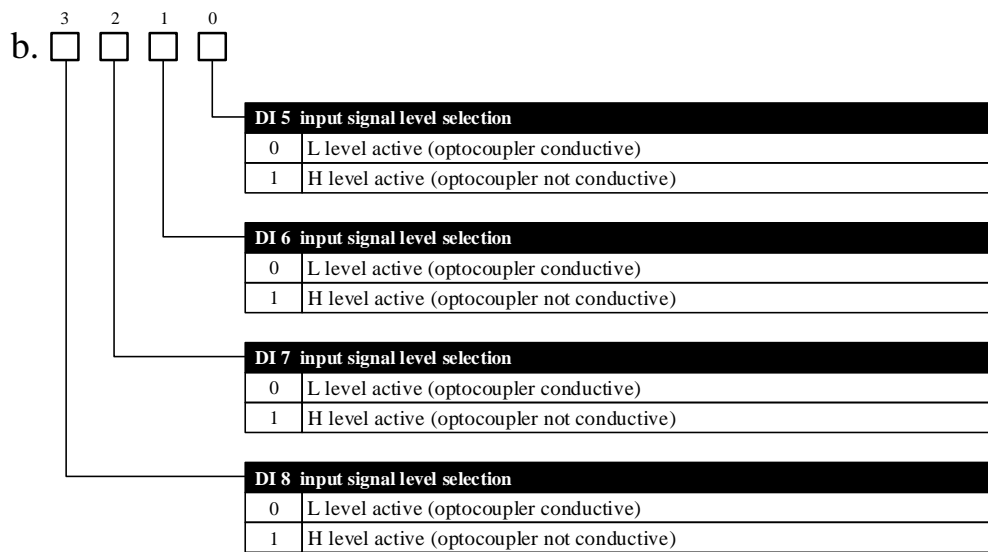 3 2 1 0
b.
DI 5 input signal level selection
0 L level active (optocoupler conductive)
1 H level active (optocoupler not conductive)
DI 6 input signal level selection
0 L level active (optocoupler conductive)
1 H level active (optocoupler not conductive)
DI 7 input signal level selection
0 L level active (optocoupler conductive)
1 H level active (optocoupler not conductive)
DI 8 input signal level selection
0 L level active (optocoupler conductive)
1 H level active (optocoupler not conductive)